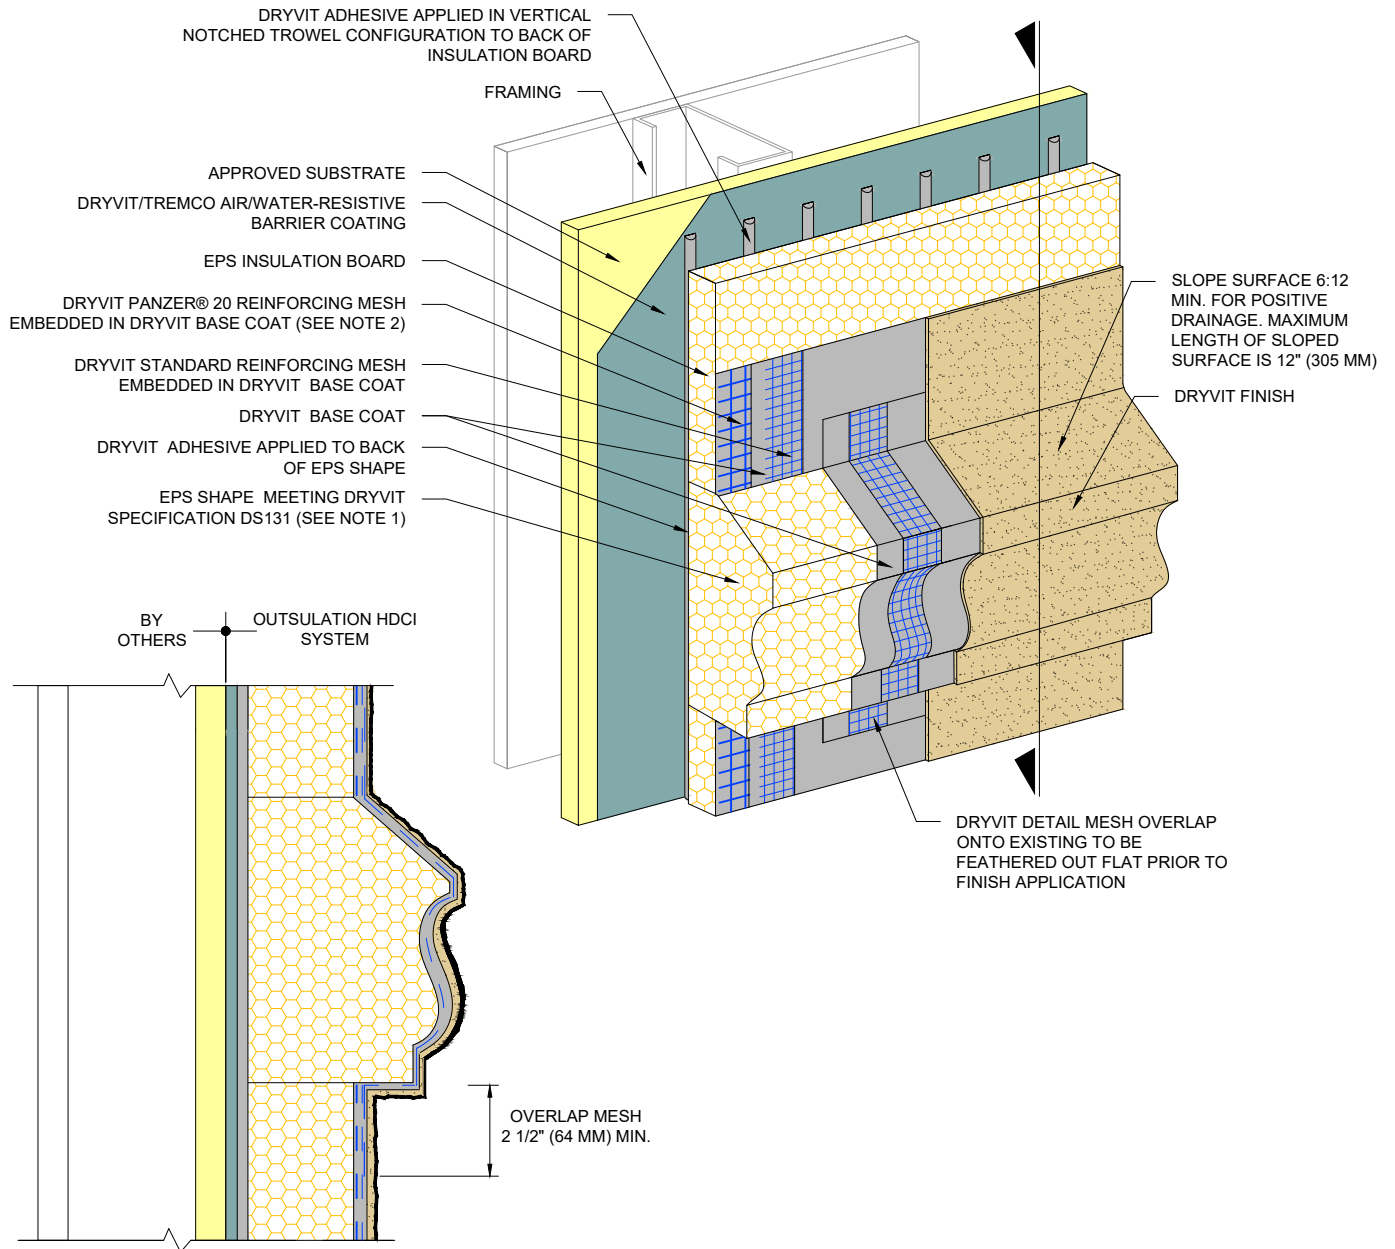 DRYVIT ADHESIVE APPLIED IN VERTICAL
NOTCHED TROWEL CONFIGURATION TO BACK OF
INSULATION BOARD
FRAMING
APPROVED SUBSTRATE
DRYVIT/TREMCO AIR/WATER-RESISTIVE
BARRIER COATING
EPS INSULATION BOARD
DRYVIT PANZER® 20 REINFORCING MESH
EMBEDDED IN DRYVIT BASE COAT (SEE NOTE 2)
DRYVIT STANDARD REINFORCING MESH
EMBEDDED IN DRYVIT BASE COAT
DRYVIT BASE COAT
DRYVIT ADHESIVE APPLIED TO BACK
OF EPS SHAPE
EPS SHAPE MEETING DRYVIT
SPECIFICATION DS131 (SEE NOTE 1)
SLOPE SURFACE 6:12
MIN. FOR POSITIVE
DRAINAGE. MAXIMUM
LENGTH OF SLOPED
SURFACE IS 12" (305 MM)
DRYVIT FINISH
BY
OTHERS
OUTSULATION HDCI
SYSTEM
DRYVIT DETAIL MESH OVERLAP
ONTO EXISTING TO BE
FEATHERED OUT FLAT PRIOR TO
FINISH APPLICATION
OVERLAP MESH
2 1/2" (64 MM) MIN.